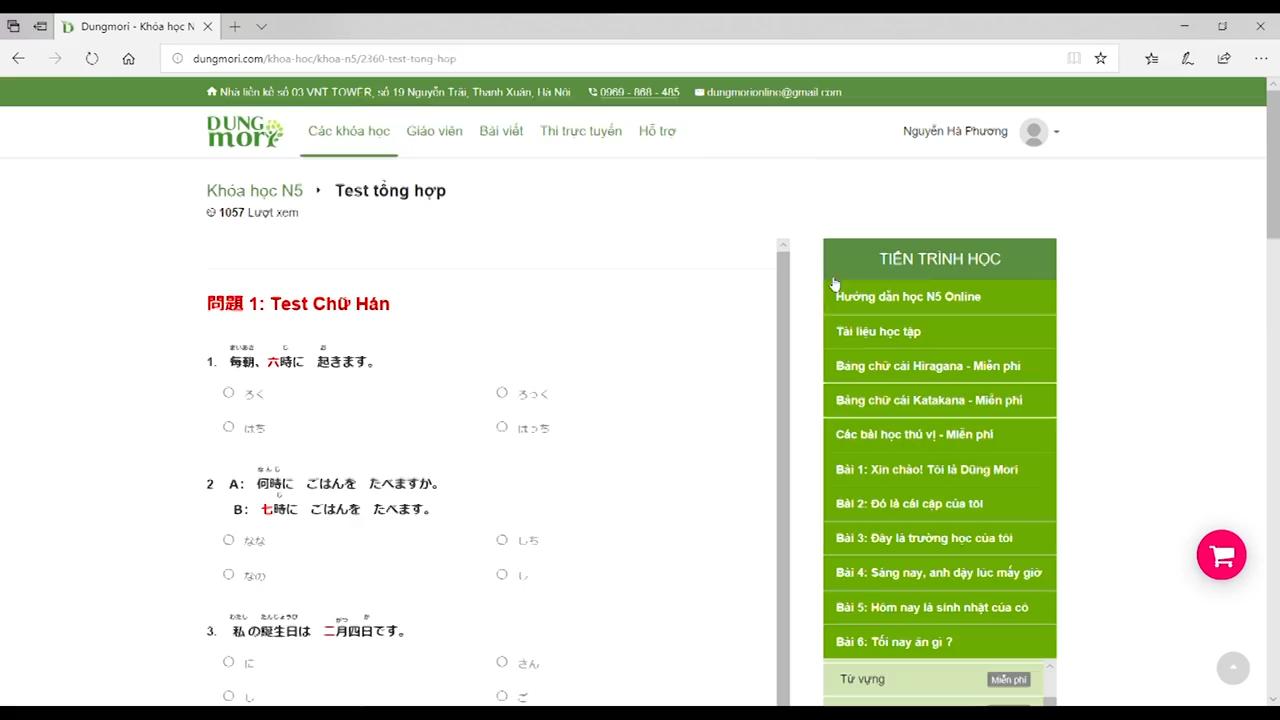 Dungmori - Khóa học N
dungmori.com/khoa-hoc/khoa-n5/2360-test-tong-hop
Nhà liền kề số 03 VNT TOWER, số 19 Nguyễn Trãi, Thanh Xuân, Hà Nội 0969 - 868 - 485 dungmorionline@gmail.com
DUNG mori
Các khóa học Giáo viên Bài viết Thi trực tuyến Hỗ trợ Nguyễn Hà Phương
Khóa học N5 Test tổng hợp
1057 Lượt xem
問題 1: Test Chữ Hán
まいあさ じ お
1. 毎朝、六時に 起きます。
ろく ろっく
はち はっち
なんじ
2 A: 何時に ごはんを たべますか。
じ
B: 七時に ごはんを たべます。
なな しち
なの し
わたし たんじょうび がつ か
3. 私の誕生日は 二月四日です。
に さん
し ご
TIẾN TRÌNH HỌC
Hướng dẫn học N5 Online
Tài liệu học tập
Bảng chữ cái Hiragana - Miễn phí
Bảng chữ cái Katakana - Miễn phí
Các bài học thú vị - Miễn phí
Bài 1: Xin chào! Tôi là Dũng Mori
Bài 2: Đó là cái cặp của tôi
Bài 3: Đây là trường học của tôi
Bài 4: Sáng nay, anh dậy lúc mấy giờ
Bài 5: Hôm nay là sinh nhật của cô
Bài 6: Tối nay ăn gì ?
Từ vựng Miễn phí